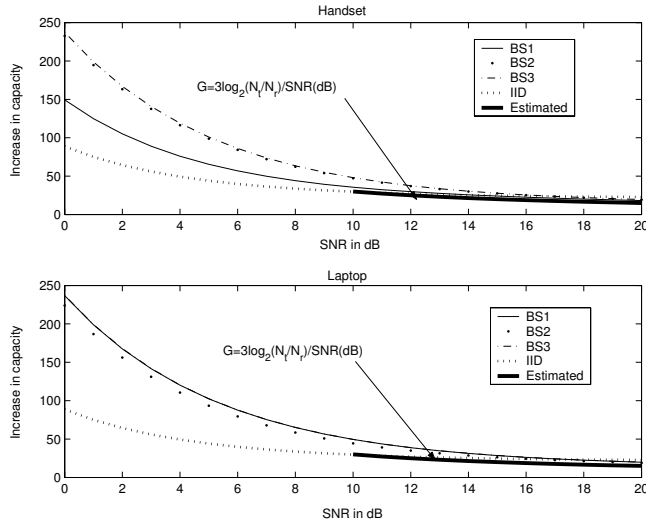 Handset
250
200
150
100
50
0
Increase in capacity
G=3log2(Nt/Nr)/SNR(dB)
BS1
BS2
BS3
IID
Estimated
0 2 4 6 8 10 12 14 16 18 20
SNR in dB
Laptop
250
200
150
100
50
0
Increase in capacity
G=3log2(Nt/Nr)/SNR(dB)
BS1
BS2
BS3
IID
Estimated
0 2 4 6 8 10 12 14 16 18 20
SNR in dB